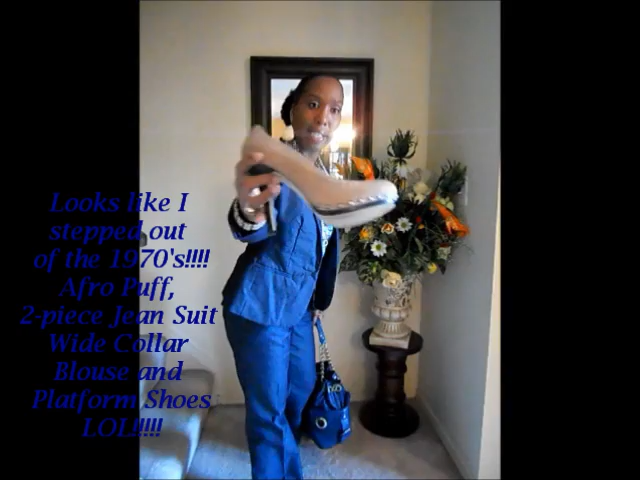 Looks like I
stepped out
of the 1970's!!!!
Afro Puff,
2-piece Jean Suit
Wide Collar
Blouse and
Platform Shoes
LOL!!!!!